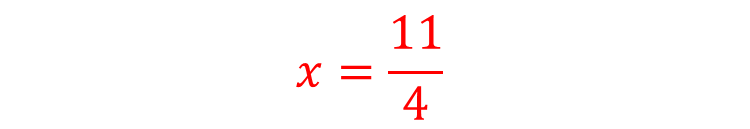 x = 11/4